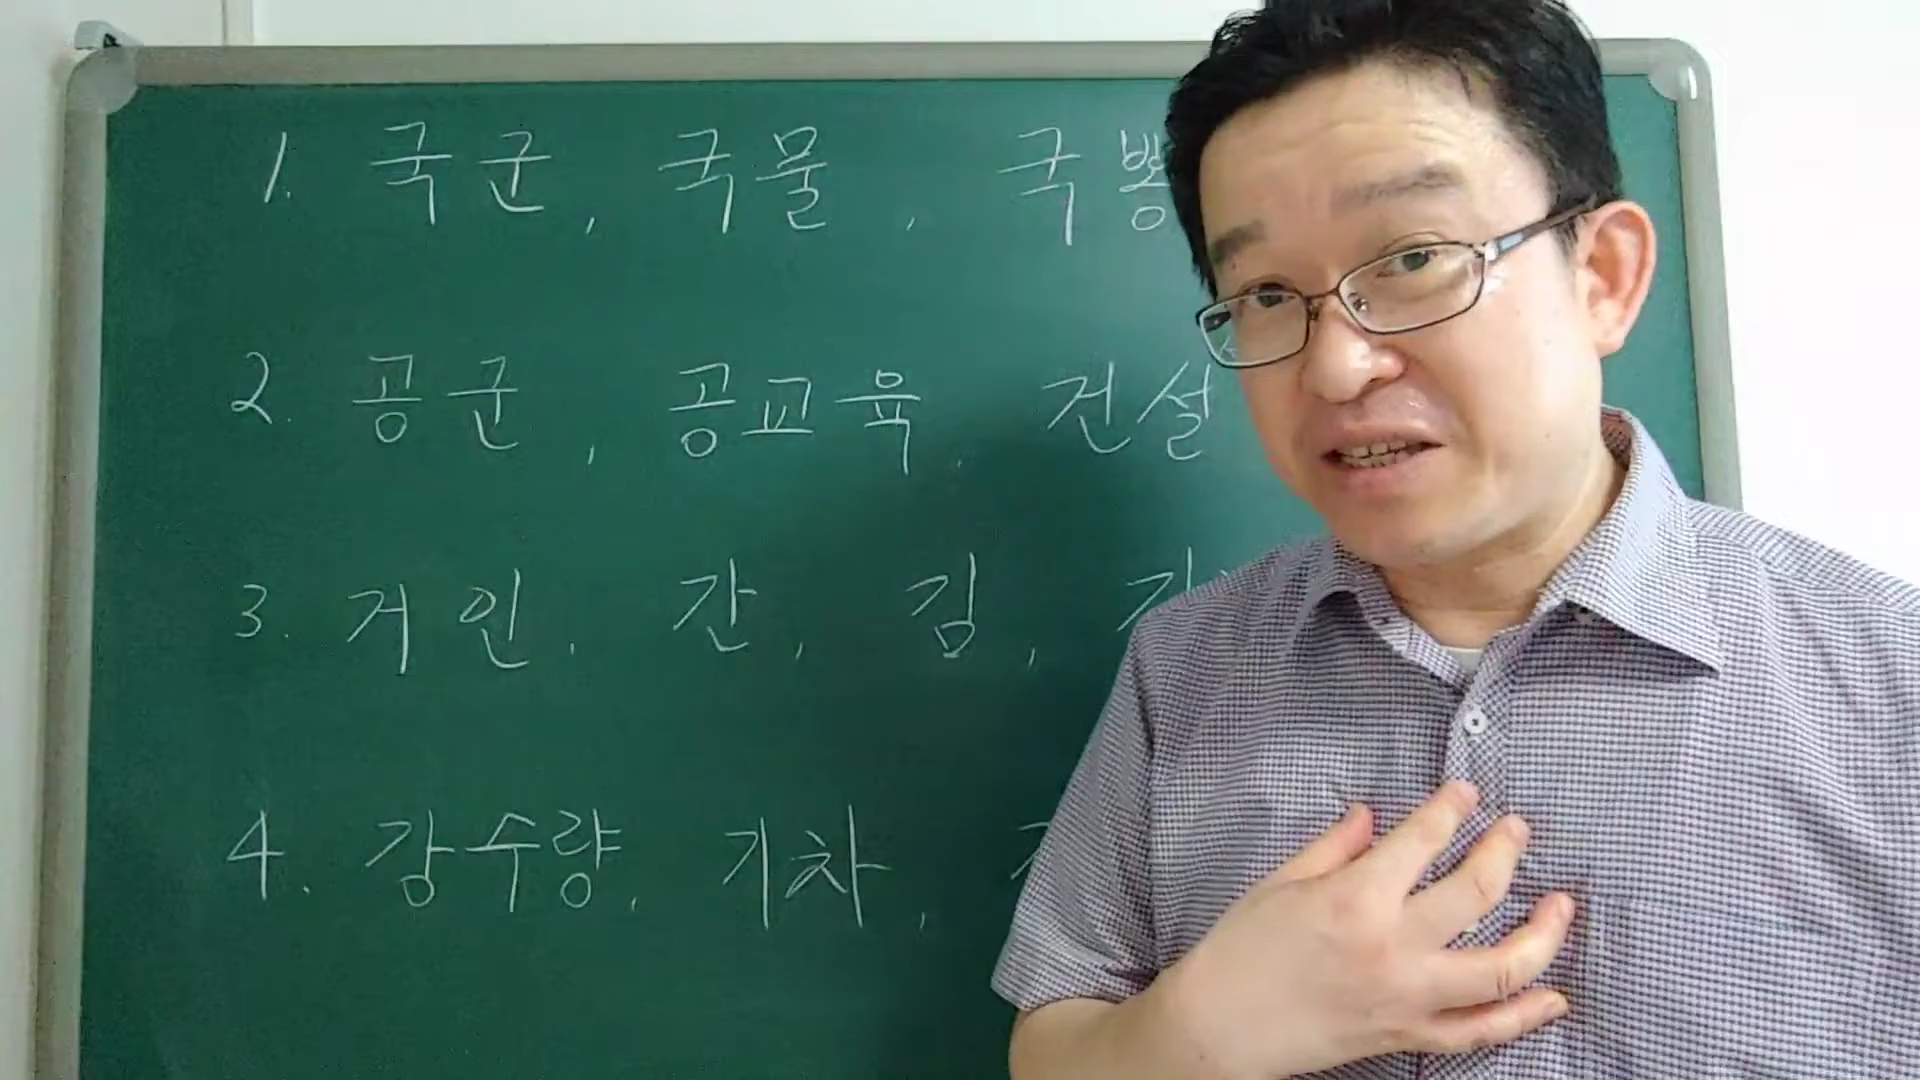 1. 국군, 국물, 국뽕
2. 공군, 공교육, 건설
3. 거인, 간, 김,
4. 강수량, 기차,